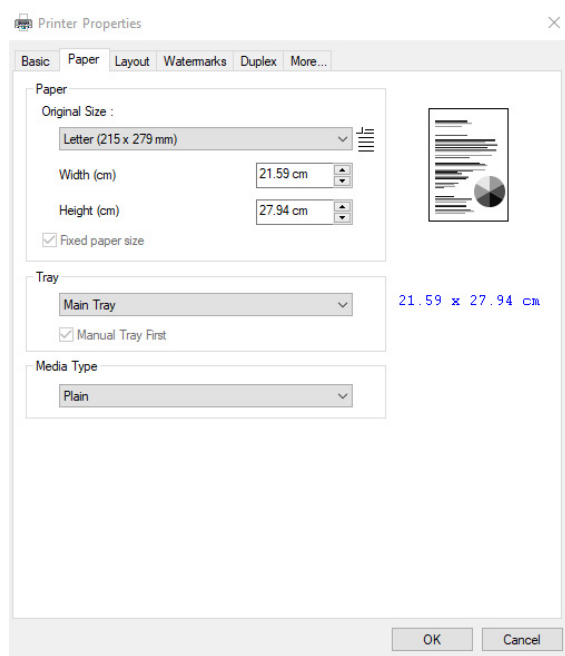 Printer Properties
Basic Paper Layout Watermarks Duplex More...
Paper
Original Size :
Letter (215 x 279 mm)
Width (cm) 21.59 cm
Height (cm) 27.94 cm
Fixed paper size
Tray
Main Tray
21.59 x 27.94 cm
Manual Tray First
Media Type
Plain
OK Cancel